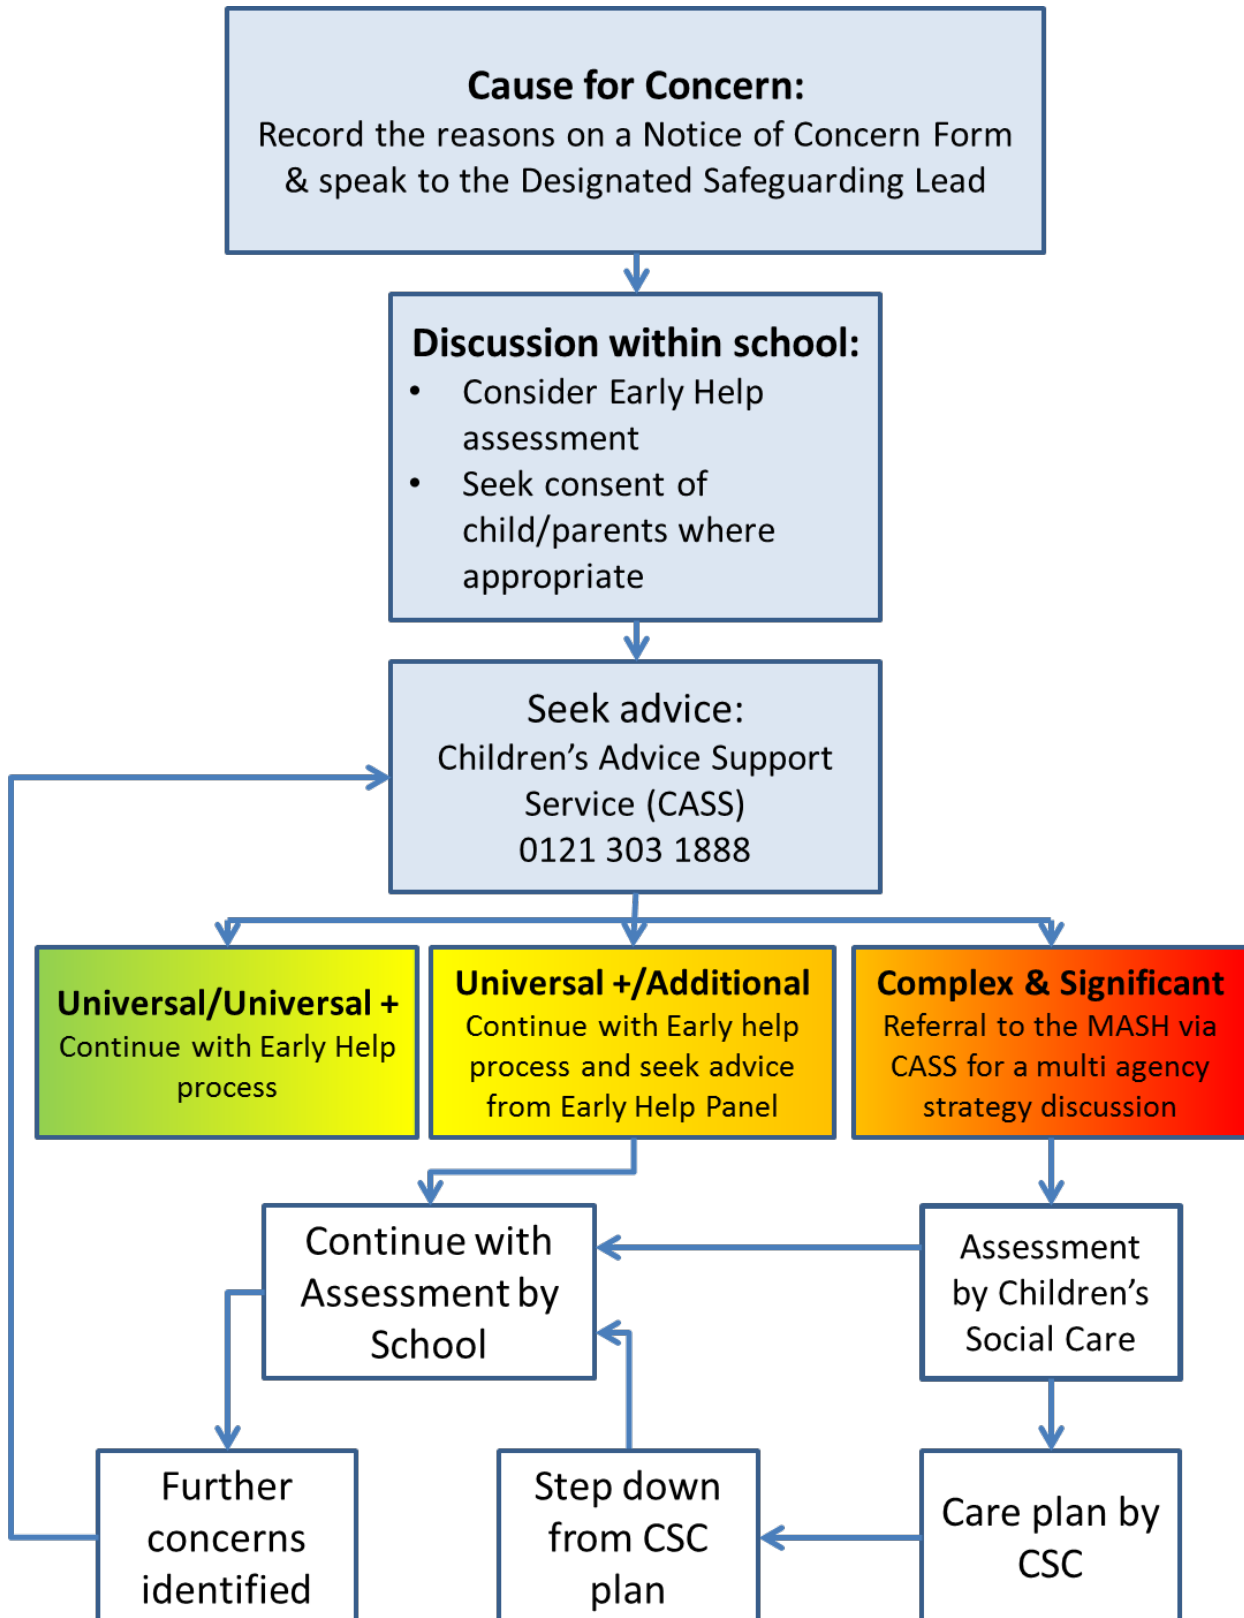 Cause for Concern:
Record the reasons on a Notice of Concern Form
& speak to the Designated Safeguarding Lead
Discussion within school:
• Consider Early Help
assessment
• Seek consent of
child/parents where
appropriate
Seek advice:
Children’s Advice Support
Service (CASS)
0121 303 1888
Universal/Universal +
Continue with Early Help
process
Universal +/Additional
Continue with Early help
process and seek advice
from Early Help Panel
Complex & Significant
Referral to the MASH via
CASS for a multi agency
strategy discussion
Continue with
Assessment by
School
Assessment
by Children’s
Social Care
Further
concerns
identified
Step down
from CSC
plan
Care plan by
CSC